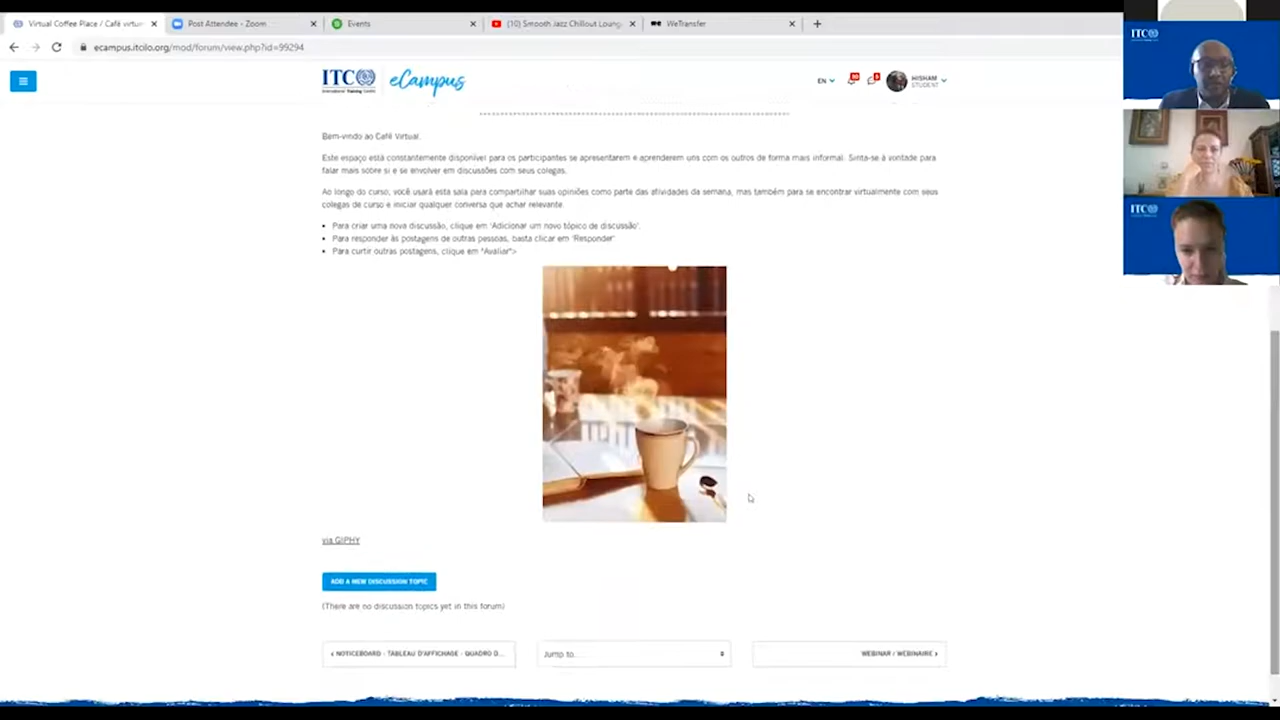 Virtual Coffee Place / Café virtu
Post Attendee - Zoom
Events
(10) Smooth Jazz Chillout Loung
WeTransfer
ecampus.itcilo.org/mod/forum/view.php?id=99294
ITC
International Training Centre
eCampus
EN
HISHAM
STUDENT
Bem-vindo ao Café Virtual.
Este espaço está constantemente disponível para os participantes se apresentarem e aprenderem uns com os outros de forma mais informal. Sinta-se à vontade para
falar mais sobre si e se envolver em discussões com seus colegas.
Ao longo do curso, você usará esta sala para compartilhar suas opiniões como parte das atividades da semana, mas também para se encontrar virtualmente com seus
colegas de curso e iniciar qualquer conversa que achar relevante.
• Para criar uma nova discussão, clique em 'Adicionar um novo tópico de discussão'.
• Para responder às postagens de outras pessoas, basta clicar em 'Responder'
• Para curtir outras postagens, clique em "Avaliar">
via GIPHY
ADD A NEW DISCUSSION TOPIC
(There are no discussion topics yet in this forum)
NOTICEBOARD - TABLEAU D'AFFICHAGE - QUADRO D...
Jump to...
WEBINAR / WEBINAIRE
ITC
ITC